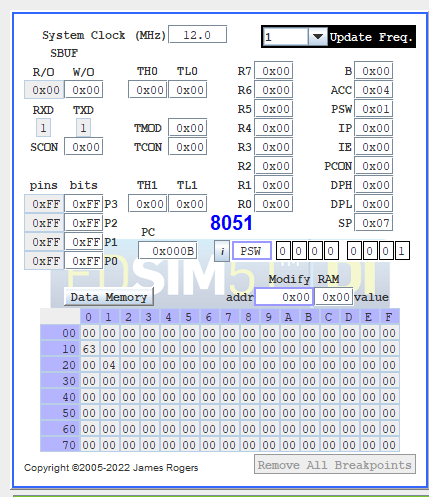 System Clock (MHz) 12.0 1 Update Freq.
SBUF
R/O W/O TH0 TL0 R7 0x00 B 0x00
0x00 0x00 0x00 0x00 R6 0x00 ACC 0x04
RXD TXD R5 0x00 PSW 0x01
1 1 TMOD 0x00 R4 0x00 IP 0x00
SCON 0x00 TCON 0x00 R3 0x00 IE 0x00
R2 0x00 PCON 0x00
pins bits TH1 TL1 R1 0x00 DPH 0x00
0xFF 0xFF P3 0x00 0x00 R0 0x00 DPL 0x00
0xFF 0xFF P2 8051 SP 0x07
0xFF 0xFF P1 PC
0x000B i PSW 0 0 0 0 0 0 0 1
0xFF 0xFF P0
EDSIM51DI
Modify RAM
Data Memory addr 0x00 0x00 value
0 1 2 3 4 5 6 7 8 9 A B C D E F
00 00 00 00 00 00 00 00 00 00 00 00 00 00 00 00 00
10 63 00 00 00 00 00 00 00 00 00 00 00 00 00 00 00
20 00 04 00 00 00 00 00 00 00 00 00 00 00 00 00 00
30 00 00 00 00 00 00 00 00 00 00 00 00 00 00 00 00
40 00 00 00 00 00 00 00 00 00 00 00 00 00 00 00 00
50 00 00 00 00 00 00 00 00 00 00 00 00 00 00 00 00
60 00 00 00 00 00 00 00 00 00 00 00 00 00 00 00 00
70 00 00 00 00 00 00 00 00 00 00 00 00 00 00 00 00
Copyright ©2005-2022 James Rogers Remove All Breakpoints